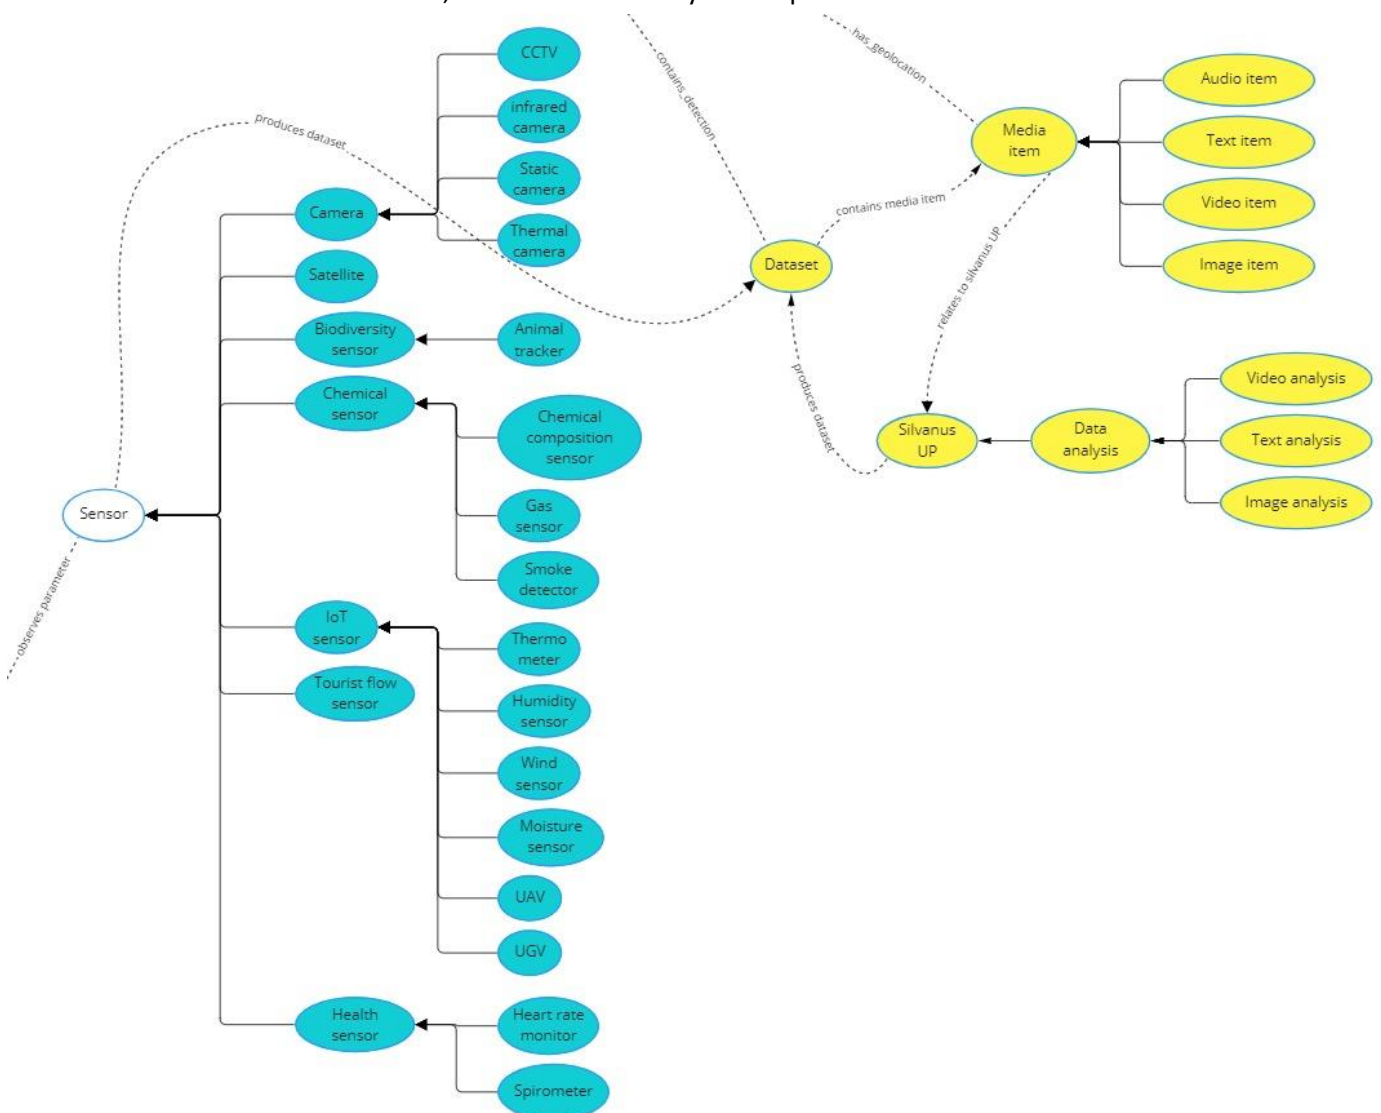 CCTV
infrared
camera
Static
camera
Thermal
camera
Camera
Satellite
Biodiversity
sensor
Animal
tracker
Chemical
sensor
Chemical
composition
sensor
Gas
sensor
Smoke
detector
Sensor
IoT
sensor
Thermo
meter
Humidity
sensor
Wind
sensor
Moisture
sensor
UAV
UGV
Tourist flow
sensor
Health
sensor
Heart rate
monitor
Spirometer
observes parameter
produces dataset
contains_detection
has_geolocation
Dataset
contains media item
Media
item
Audio item
Text item
Video item
Image item
relates to silvanus UP
produces dataset
Silvanus
UP
Data
analysis
Video analysis
Text analysis
Image analysis